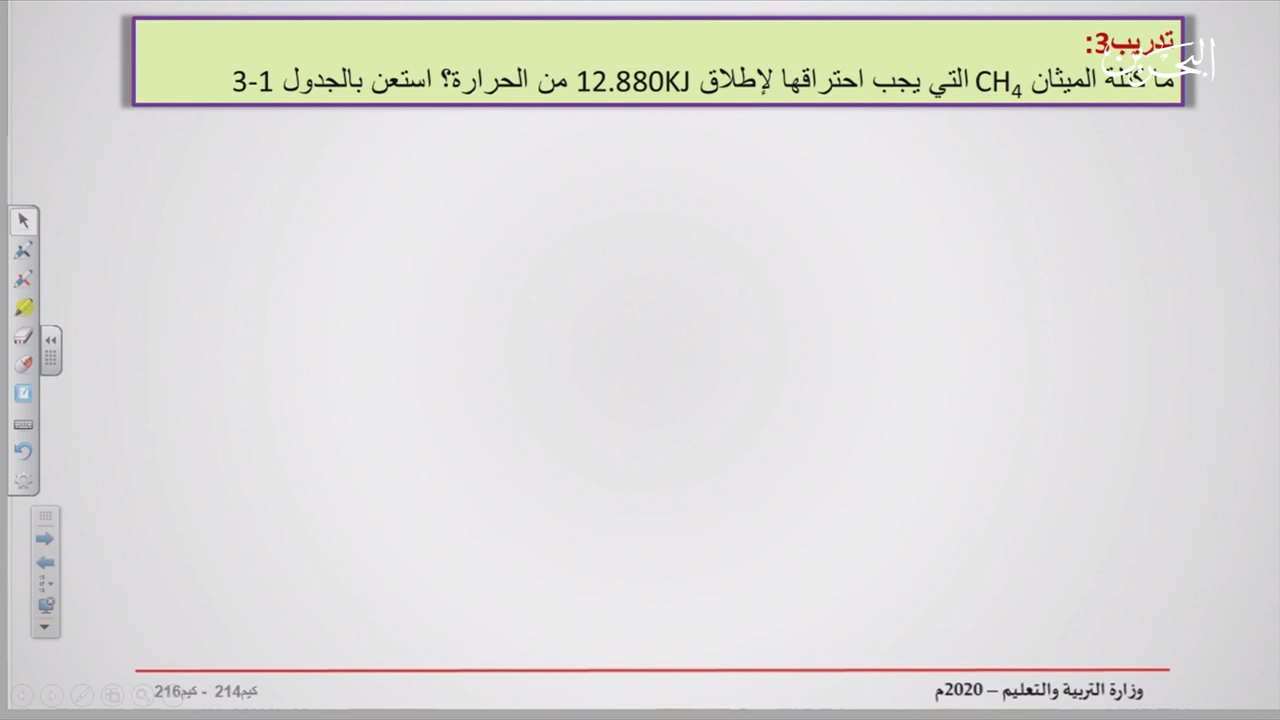 تدريب3:
ما كتلة الميثان CH₄ التي يجب احتراقها لإطلاق 12.880KJ من الحرارة؟ استعن بالجدول 1-3
البحرين
وزارة التربية والتعليم – 2020م
كيم214 - كيم216